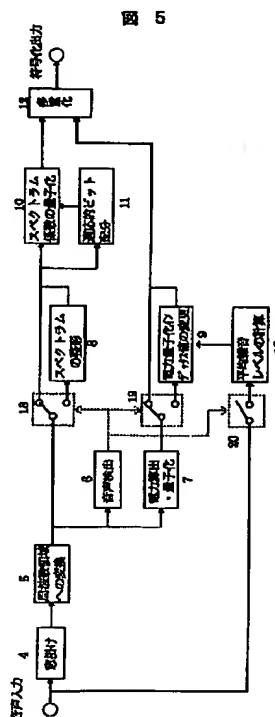 図 5
音声入力
4
窓掛け
5
周波数領域
への変換
6
音声検出
7
電力算出
・量子化
18
19
20
8
スペクトラム
の変形
9
電力量子化イン
デックス値の変更
平均雑音
レベルの計算
10
スペクトラム
係数の量子化
11
適応的ビット
配分
12
多重化
符号化出力